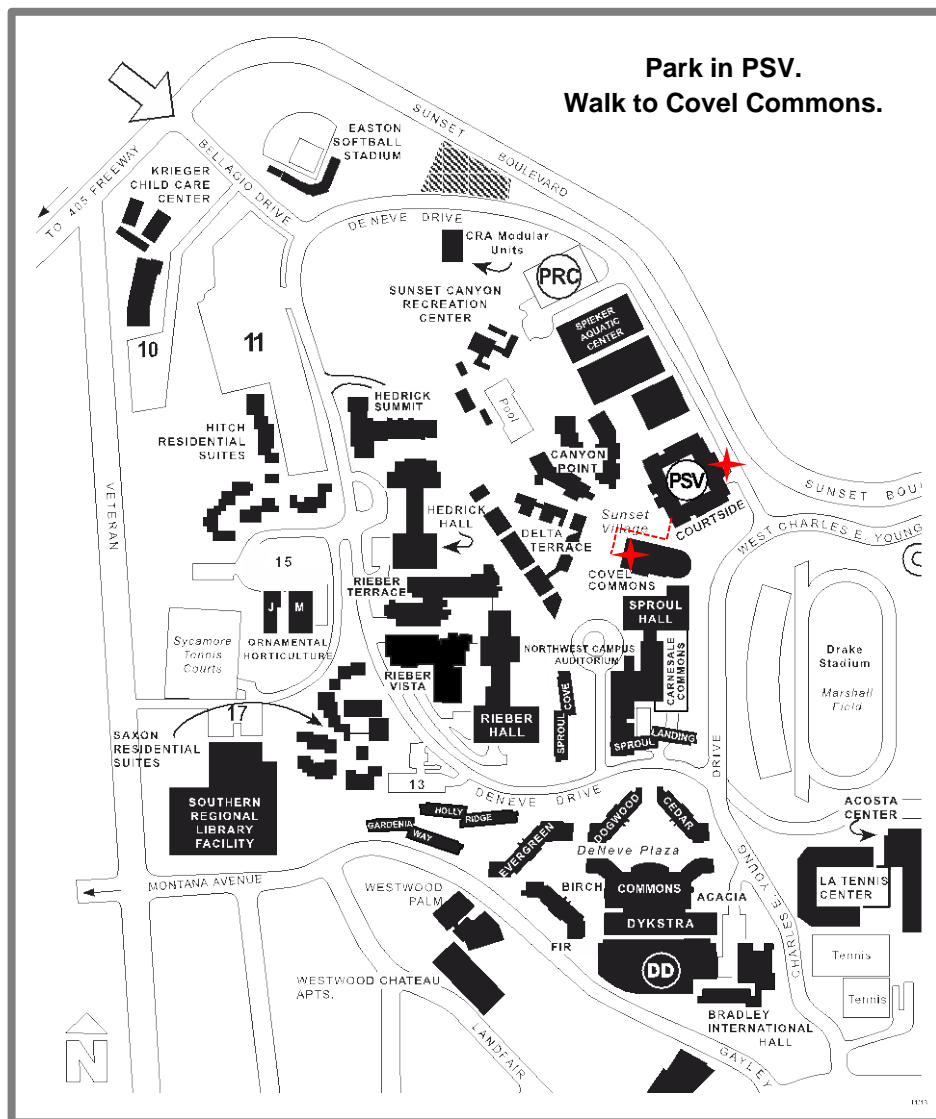 Park in PSV.
Walk to Covel Commons.
SUNSET
BOULEVARD
EASTON
SOFTBALL
STADIUM
BELLAGIO DRIVE
TO 405 FREEWAY
KRIEGER
CHILD CARE
CENTER
DE NEVE DRIVE
CRA Modular
Units
PRC
SUNSET CANYON
RECREATION
CENTER
SPIEKER
AQUATIC
CENTER
10
11
Pool
HEDRICK
SUMMIT
HITCH
RESIDENTIAL
SUITES
CANYON
POINT
PSV
SUNSET BOU
COURTSIDE
WEST CHARLES E. YOUNG
VETERAN
HEDRICK
HALL
Sunset
Village
DELTA
TERRACE
COVEL
COMMONS
15
RIEBER
TERRACE
J
M
ORNAMENTAL
HORTICULTURE
SPROUL
HALL
Sycamore
Tennis
Courts
NORTHWEST CAMPUS
AUDITORIUM
CARNESALE
COMMONS
Drake
Stadium
Marshall
Field
RIEBER
VISTA
RIEBER
HALL
SPROUL
COVE
SPROUL
LANDING
17
SAXON
RESIDENTIAL
SUITES
13
DENEVE DRIVE
DRIVE
SOUTHERN
REGIONAL
LIBRARY
FACILITY
HOLLY
RIDGE
GARDENIA
WAY
EVERGREEN
DOGWOOD
CEDAR
DeNeve Plaza
ACOSTA
CENTER
MONTANA AVENUE
WESTWOOD
PALM
BIRCH
COMMONS
ACACIA
LA TENNIS
CENTER
FIR
DYKSTRA
CHARLES E. YOUNG
DD
Tennis
Tennis
WESTWOOD CHATEAU
APTS.
BRADLEY
INTERNATIONAL
HALL
LANDFAIR
GAYLEY
N